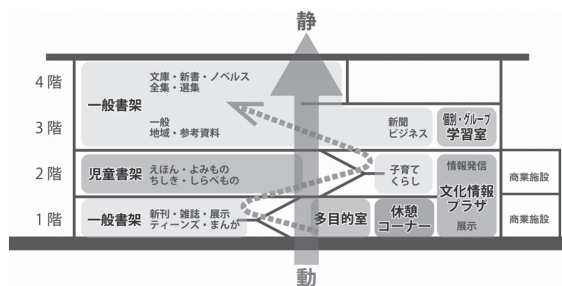 静
4階
文庫・新書・ノベルス
全集・選集
一般書架
3階
一般
地域・参考資料
新聞
ビジネス
個別・グループ
学習室
2階
児童書架
えほん・よみもの
ちしき・しらべもの
子育て
くらし
情報発信
文化情報
プラザ
展示
商業施設
1階
一般書架
新刊・雑誌・展示
ティーンズ・まんが
多目的室
休憩
コーナー
商業施設
動